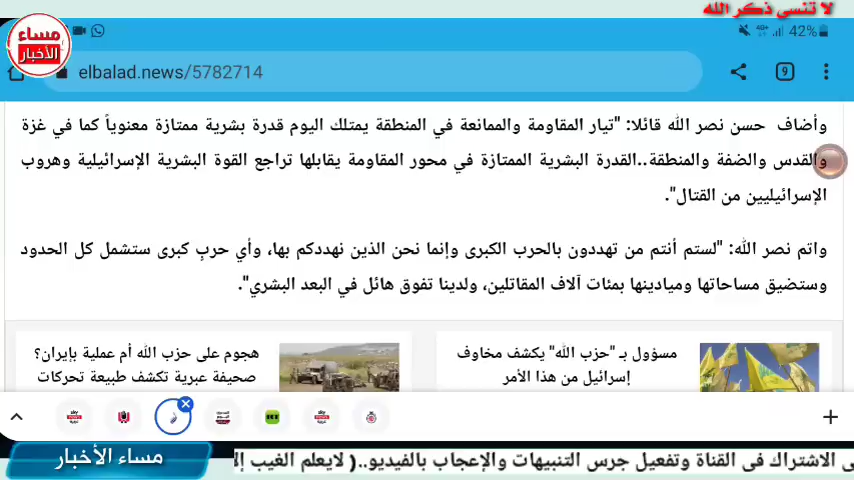 لا تنسى ذكر الله
مساء
الأخبار
42%
elbalad.news/5782714
9
وأضاف حسن نصر الله قائلا: "تيار المقاومة والممانعة في المنطقة يمتلك اليوم قدرة بشرية ممتازة معنوياً كما في غزة
والقدس والضفة والمنطقة..القدرة البشرية الممتازة في محور المقاومة يقابلها تراجع القوة البشرية الإسرائيلية وهروب
الإسرائيليين من القتال".
واتم نصر الله: "لستم أنتم من تهددون بالحرب الكبرى وإنما نحن الذين نهددكم بها، وأي حربٍ كبرى ستشمل كل الحدود
وستضيق مساحاتها وميادينها بمئات آلاف المقاتلين، ولدينا تفوق هائل في البعد البشري".
مسؤول بـ "حزب الله" يكشف مخاوف
إسرائيل من هذا الأمر
هجوم على حزب الله أم عملية بإيران؟
صحيفة عبرية تكشف طبيعة تحركات
مساء الأخبار
ى الاشتراك فى القناة وتفعيل جرس التنبيهات والإعجاب بالفيديو..( لايعلم الغيب إلا